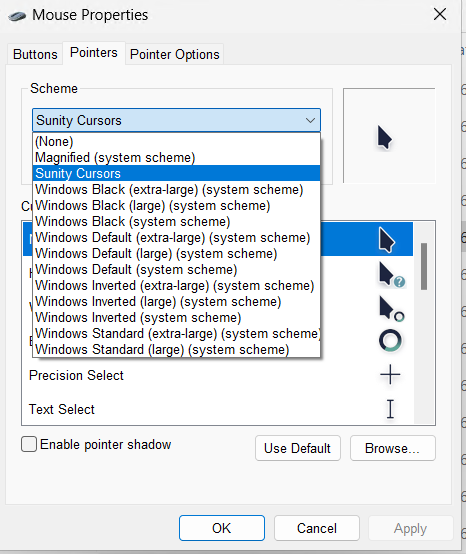 Mouse Properties
Buttons
Pointers
Pointer Options
Scheme
Sunity Cursors
(None)
Magnified (system scheme)
Sunity Cursors
Windows Black (extra-large) (system scheme)
Windows Black (large) (system scheme)
Windows Black (system scheme)
Windows Default (extra-large) (system scheme)
Windows Default (large) (system scheme)
Windows Default (system scheme)
Windows Inverted (extra-large) (system scheme)
Windows Inverted (large) (system scheme)
Windows Inverted (system scheme)
Windows Standard (extra-large) (system scheme)
Windows Standard (large) (system scheme)
Precision Select
Text Select
Enable pointer shadow
Use Default
Browse...
OK
Cancel
Apply